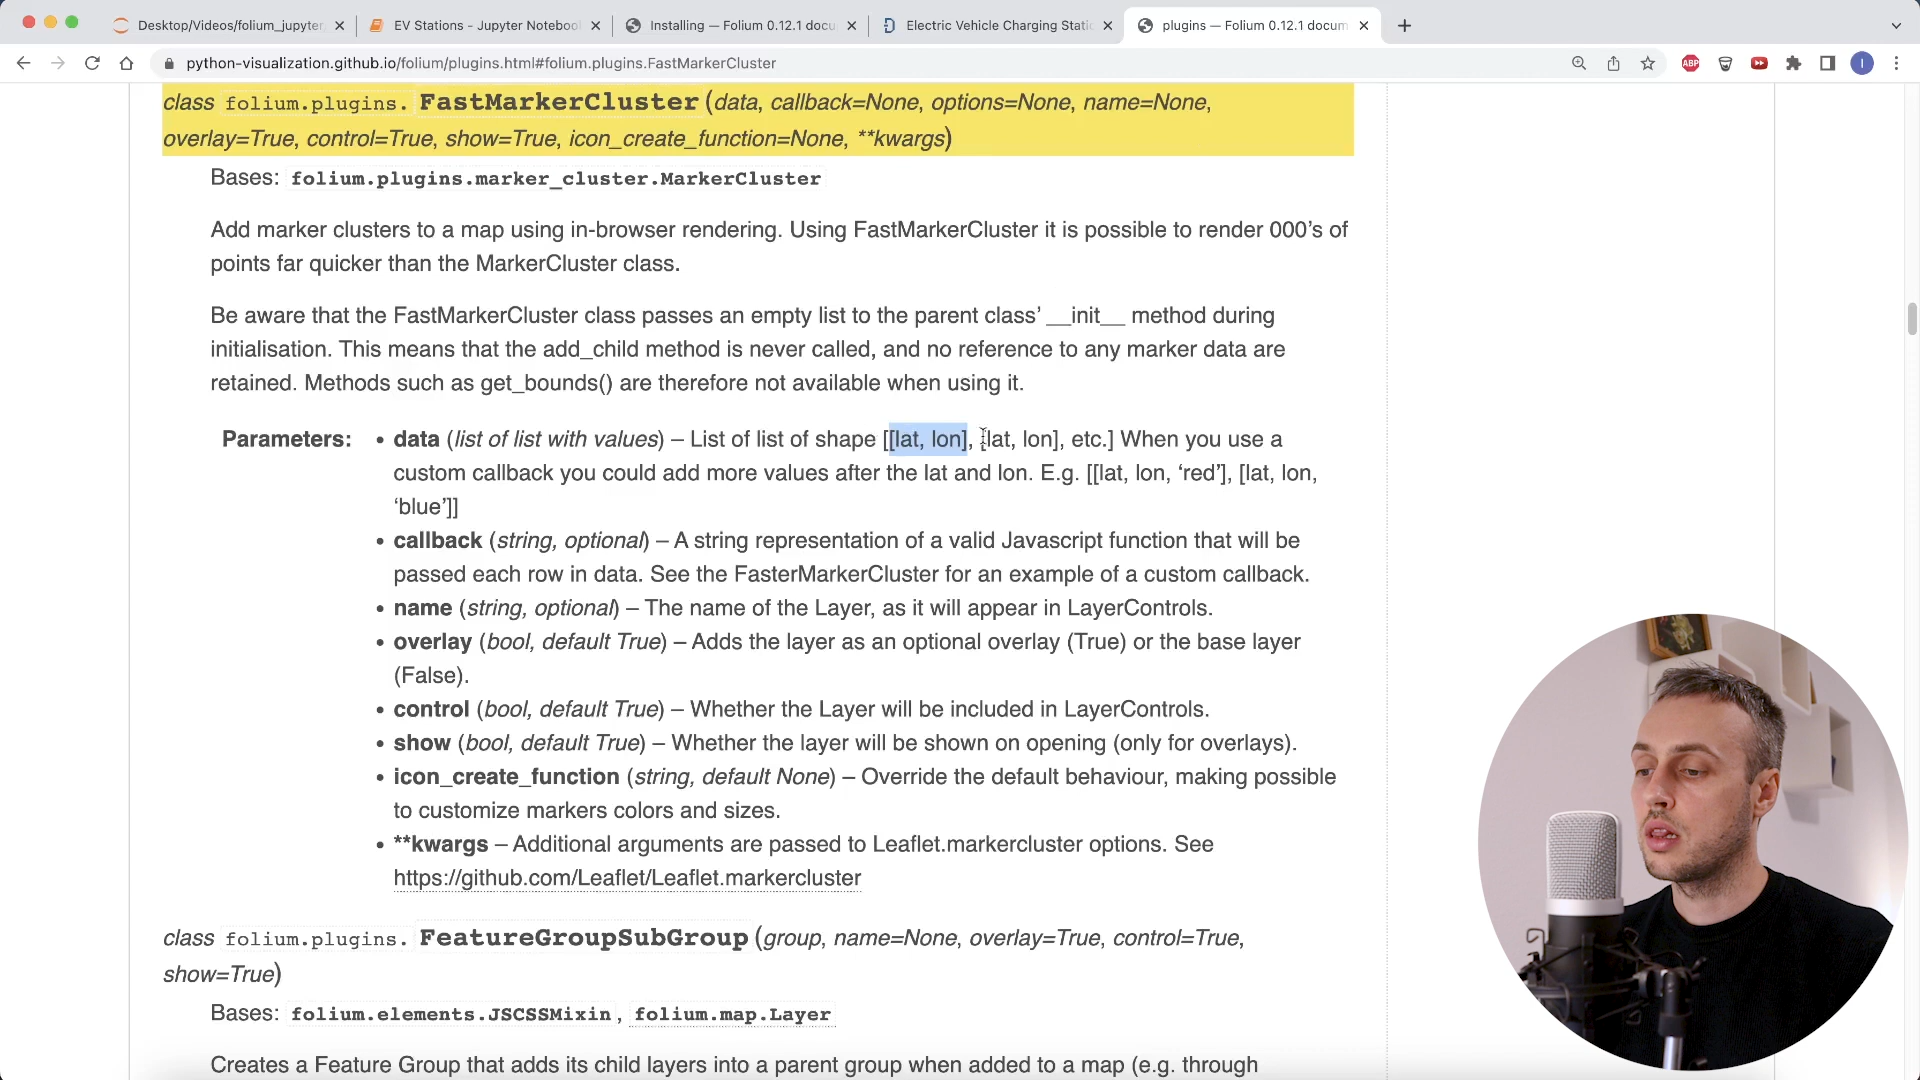 Desktop/Videos/folium_jupyter
EV Stations - Jupyter Noteboo
Installing — Folium 0.12.1 docu
Electric Vehicle Charging Static
plugins — Folium 0.12.1 docum
python-visualization.github.io/folium/plugins.html#folium.plugins.FastMarkerCluster
ABP
I
class folium.plugins. FastMarkerCluster (data, callback=None, options=None, name=None,
overlay=True, control=True, show=True, icon_create_function=None, **kwargs)
Bases: folium.plugins.marker_cluster.MarkerCluster
Add marker clusters to a map using in-browser rendering. Using FastMarkerCluster it is possible to render 000’s of
points far quicker than the MarkerCluster class.
Be aware that the FastMarkerCluster class passes an empty list to the parent class’ __init__ method during
initialisation. This means that the add_child method is never called, and no reference to any marker data are
retained. Methods such as get_bounds() are therefore not available when using it.
Parameters: • data (list of list with values) – List of list of shape [[lat, lon], [lat, lon], etc.] When you use a
custom callback you could add more values after the lat and lon. E.g. [[lat, lon, ‘red’], [lat, lon,
‘blue’]]
• callback (string, optional) – A string representation of a valid Javascript function that will be
passed each row in data. See the FasterMarkerCluster for an example of a custom callback.
• name (string, optional) – The name of the Layer, as it will appear in LayerControls.
• overlay (bool, default True) – Adds the layer as an optional overlay (True) or the base layer
(False).
• control (bool, default True) – Whether the Layer will be included in LayerControls.
• show (bool, default True) – Whether the layer will be shown on opening (only for overlays).
• icon_create_function (string, default None) – Override the default behaviour, making possible
to customize markers colors and sizes.
• **kwargs – Additional arguments are passed to Leaflet.markercluster options. See
https://github.com/Leaflet/Leaflet.markercluster
class folium.plugins. FeatureGroupSubGroup (group, name=None, overlay=True, control=True,
show=True)
Bases: folium.elements.JSCSSMixin , folium.map.Layer
Creates a Feature Group that adds its child layers into a parent group when added to a map (e.g. through